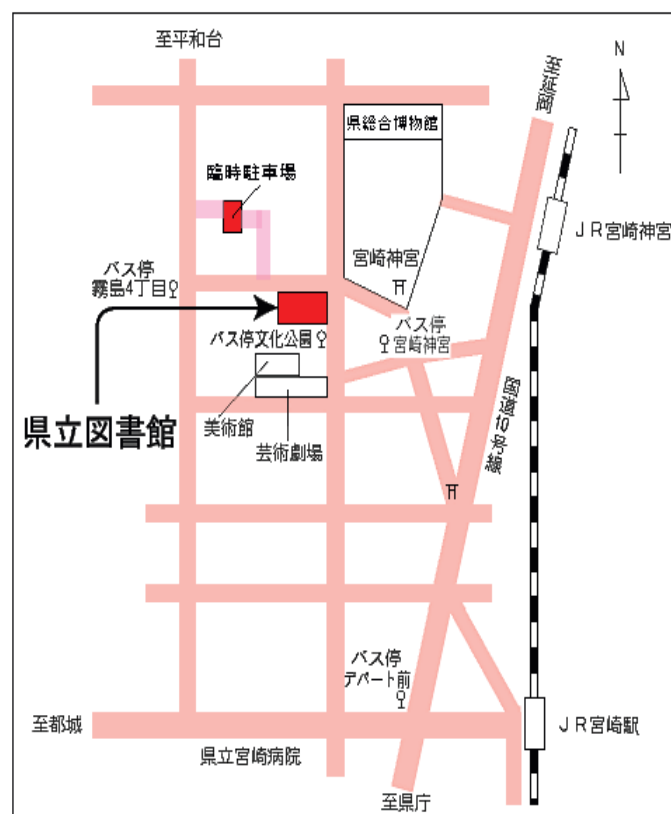 至平和台
N
至延岡
県総合博物館
臨時駐車場
JR宮崎神宮
宮崎神宮
バス停
霧島4丁目
バス停
宮崎神宮
バス停文化公園
国道10号線
県立図書館
美術館
芸術劇場
バス停
デパート前
至都城
JR宮崎駅
県立宮崎病院
至県庁